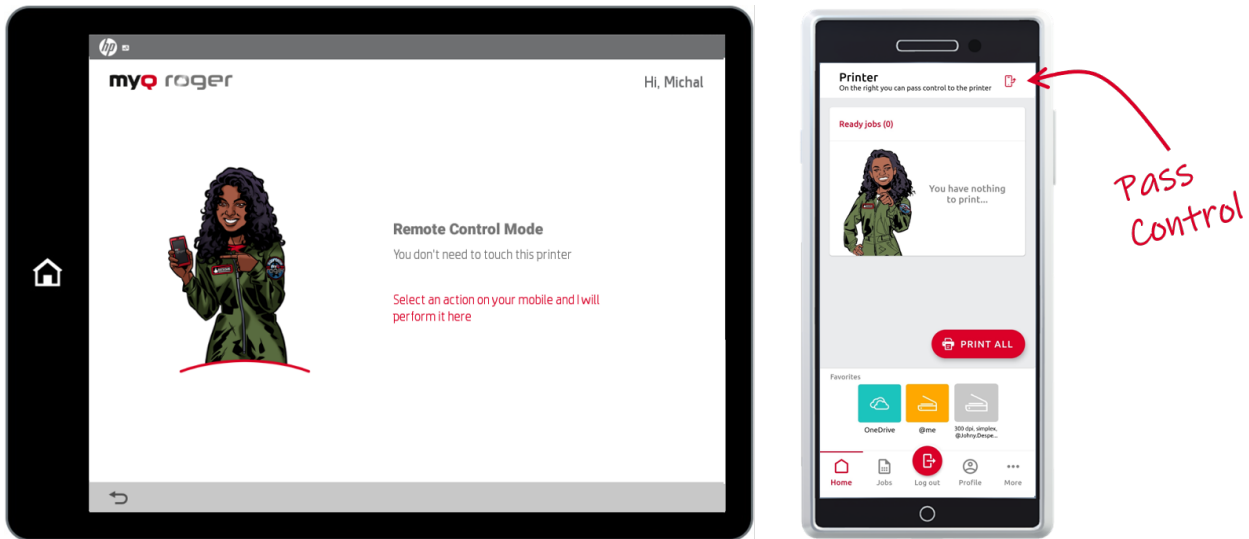 hp
myQ roger
Hi, Michal
Remote Control Mode
You don't need to touch this printer
Select an action on your mobile and I will
perform it here
Printer
On the right you can pass control to the printer
Ready jobs (0)
You have nothing
to print...
PRINT ALL
Favorites
OneDrive
@me
300 dpi, simplex,
@Johny.Despe...
Home
Jobs
Log out
Profile
More
Pass
Control